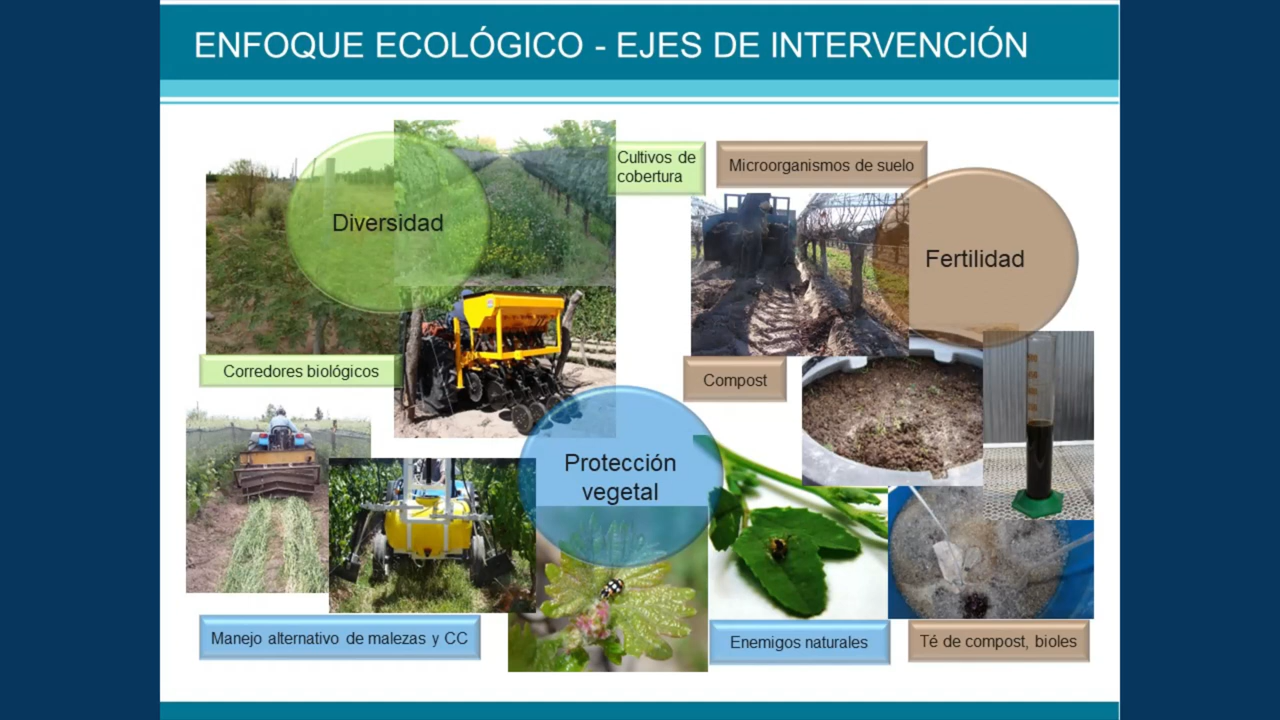 ENFOQUE ECOLÓGICO - EJES DE INTERVENCIÓN
Diversidad
Cultivos de
cobertura
Microorganismos de suelo
Fertilidad
Corredores biológicos
Compost
Protección
vegetal
Manejo alternativo de malezas y CC
Enemigos naturales
Té de compost, bioles